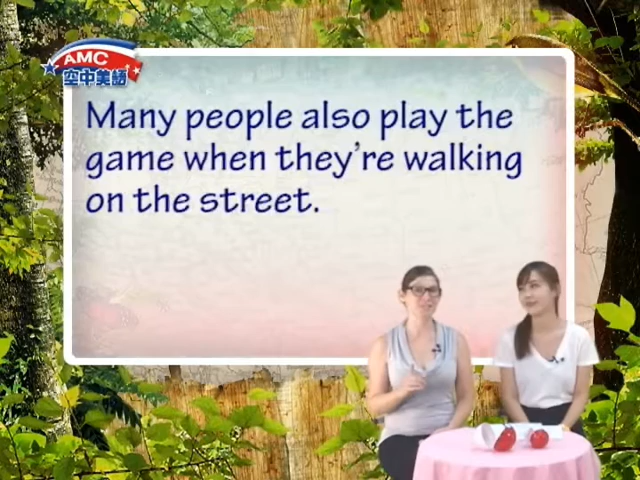 AMC
空中美語
Many people also play the
game when they're walking
on the street.